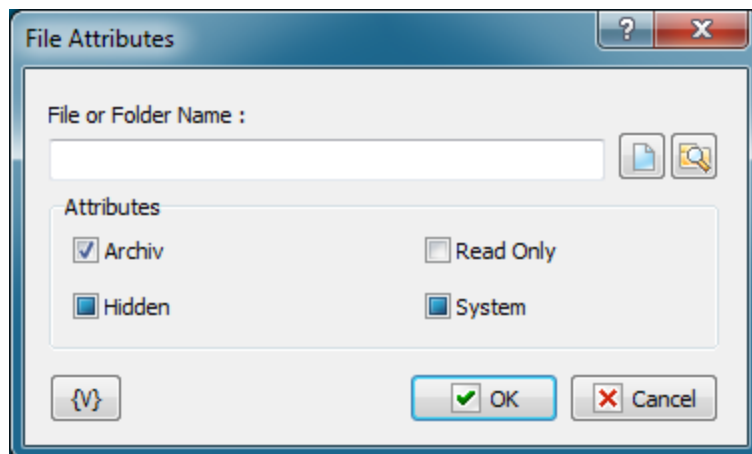 File Attributes
?
File or Folder Name :
Attributes
Archiv Read Only
Hidden System
{V} OK Cancel